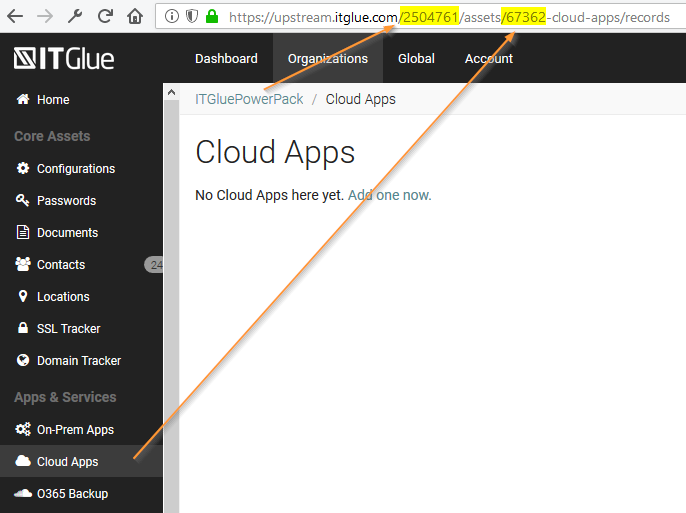 https://upstream.itglue.com/2504761/assets/67362-cloud-apps/records
ITGlue
Dashboard Organizations Global Account
Home
ITGluePowerPack / Cloud Apps
Core Assets
Cloud Apps
Configurations
No Cloud Apps here yet. Add one now.
Passwords
Documents
Contacts 24
Locations
SSL Tracker
Domain Tracker
Apps & Services
On-Prem Apps
Cloud Apps
O365 Backup